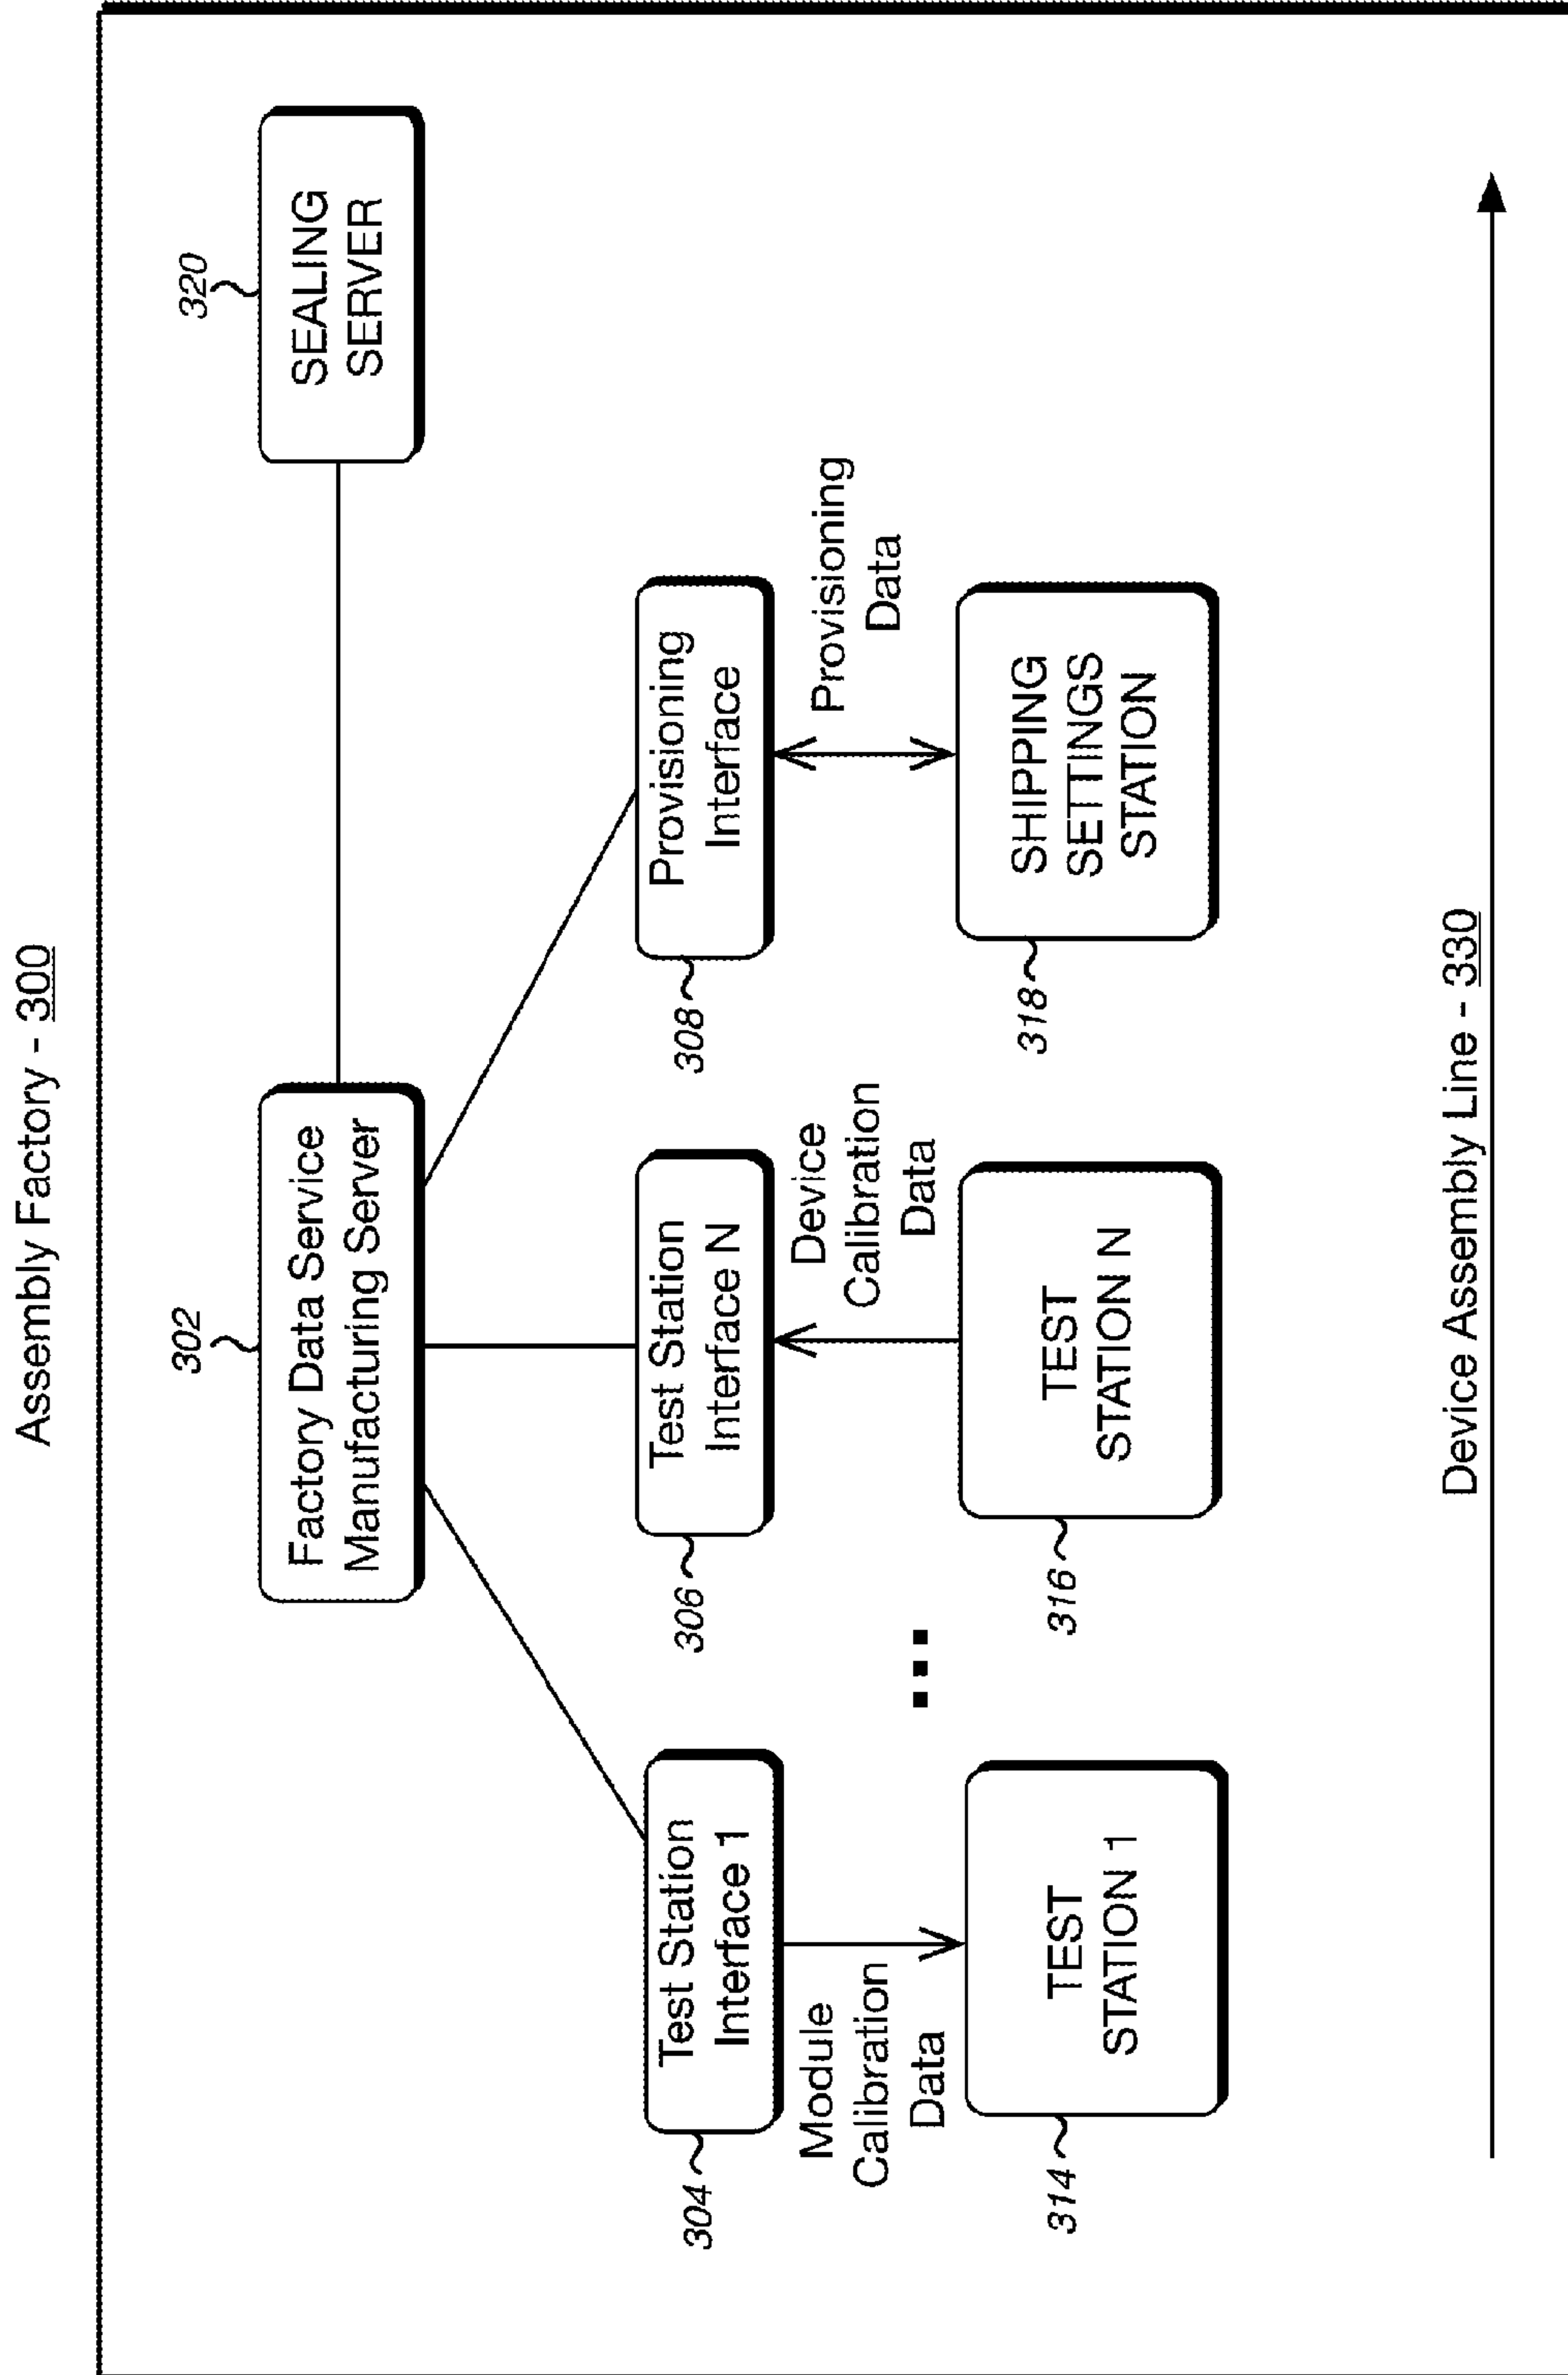 Assembly Factory - 300
302
Factory Data Service
Manufacturing Server
320
SEALING
SERVER
304
Test Station
Interface 1
306
Test Station
Interface N
308
Provisioning
Interface
Module
Calibration
Data
Device
Calibration
Data
Provisioning
Data
314
TEST
STATION 1
...
316
TEST
STATION N
318
SHIPPING
SETTINGS
STATION
Device Assembly Line - 330